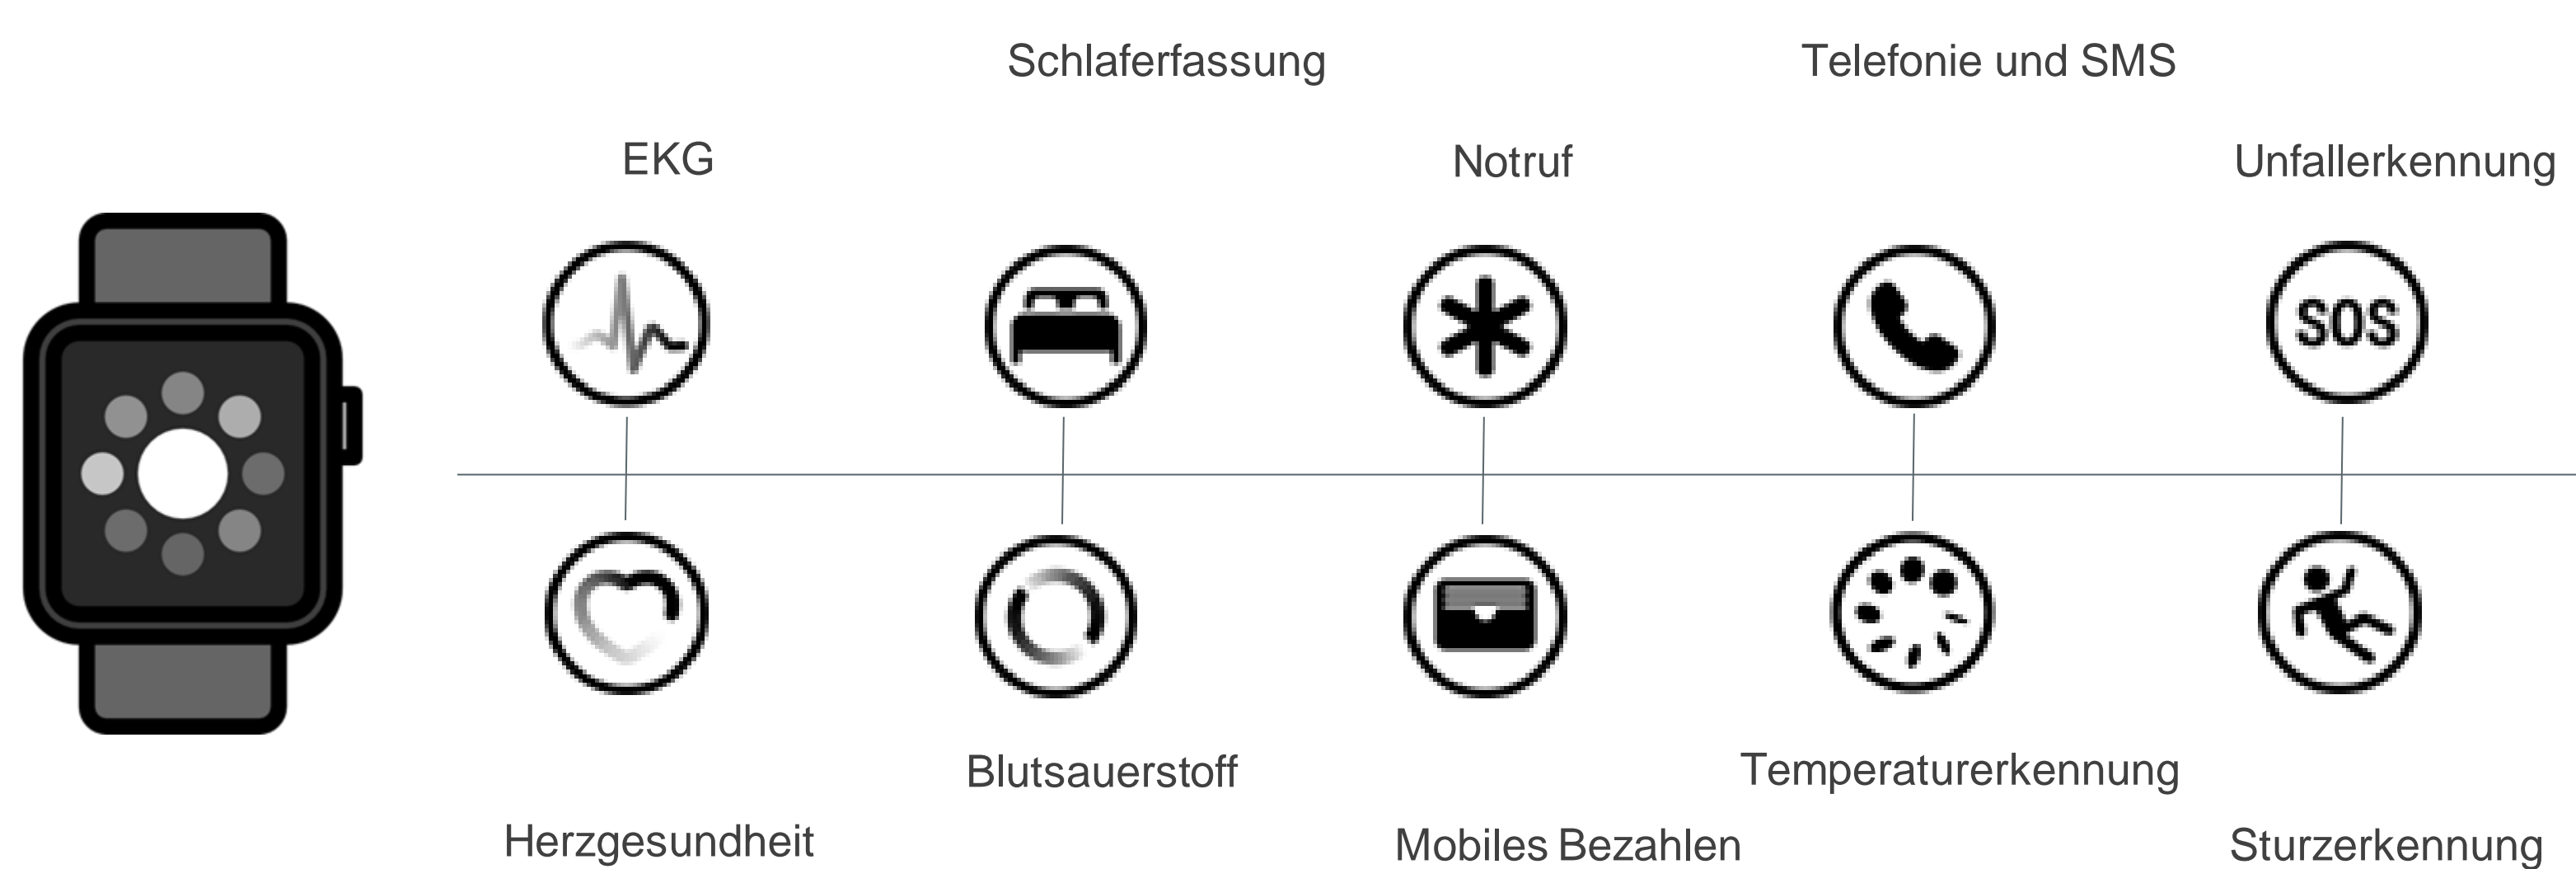 Schlaferfassung
Telefonie und SMS
EKG
Notruf
Unfallerkennung
SOS
Blutsauerstoff
Temperaturerkennung
Herzgesundheit
Mobiles Bezahlen
Sturzerkennung